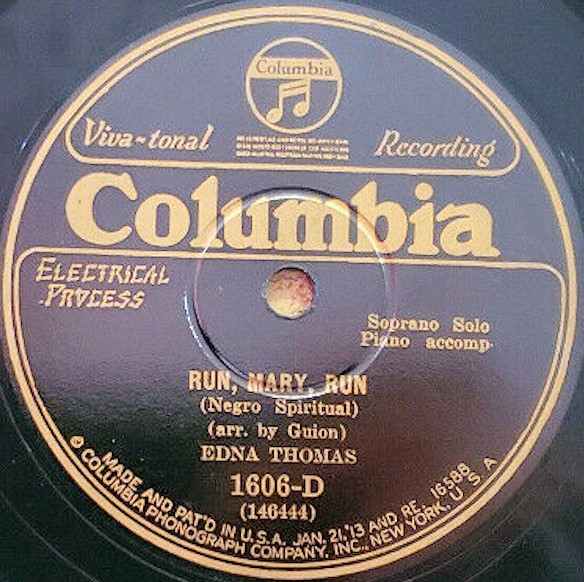 Columbia
Viva-tonal Recording
Columbia
ELECTRICAL
PROCESS
Soprano Solo
Piano accomp.
RUN, MARY, RUN
(Negro Spiritual)
(arr. by Guion)
EDNA THOMAS
1606-D
(146444)
MADE AND PAT'D IN U.S.A. JAN. 21,'13 AND RE. 16588
COLUMBIA PHONOGRAPH COMPANY, INC., NEW YORK, U.S.A